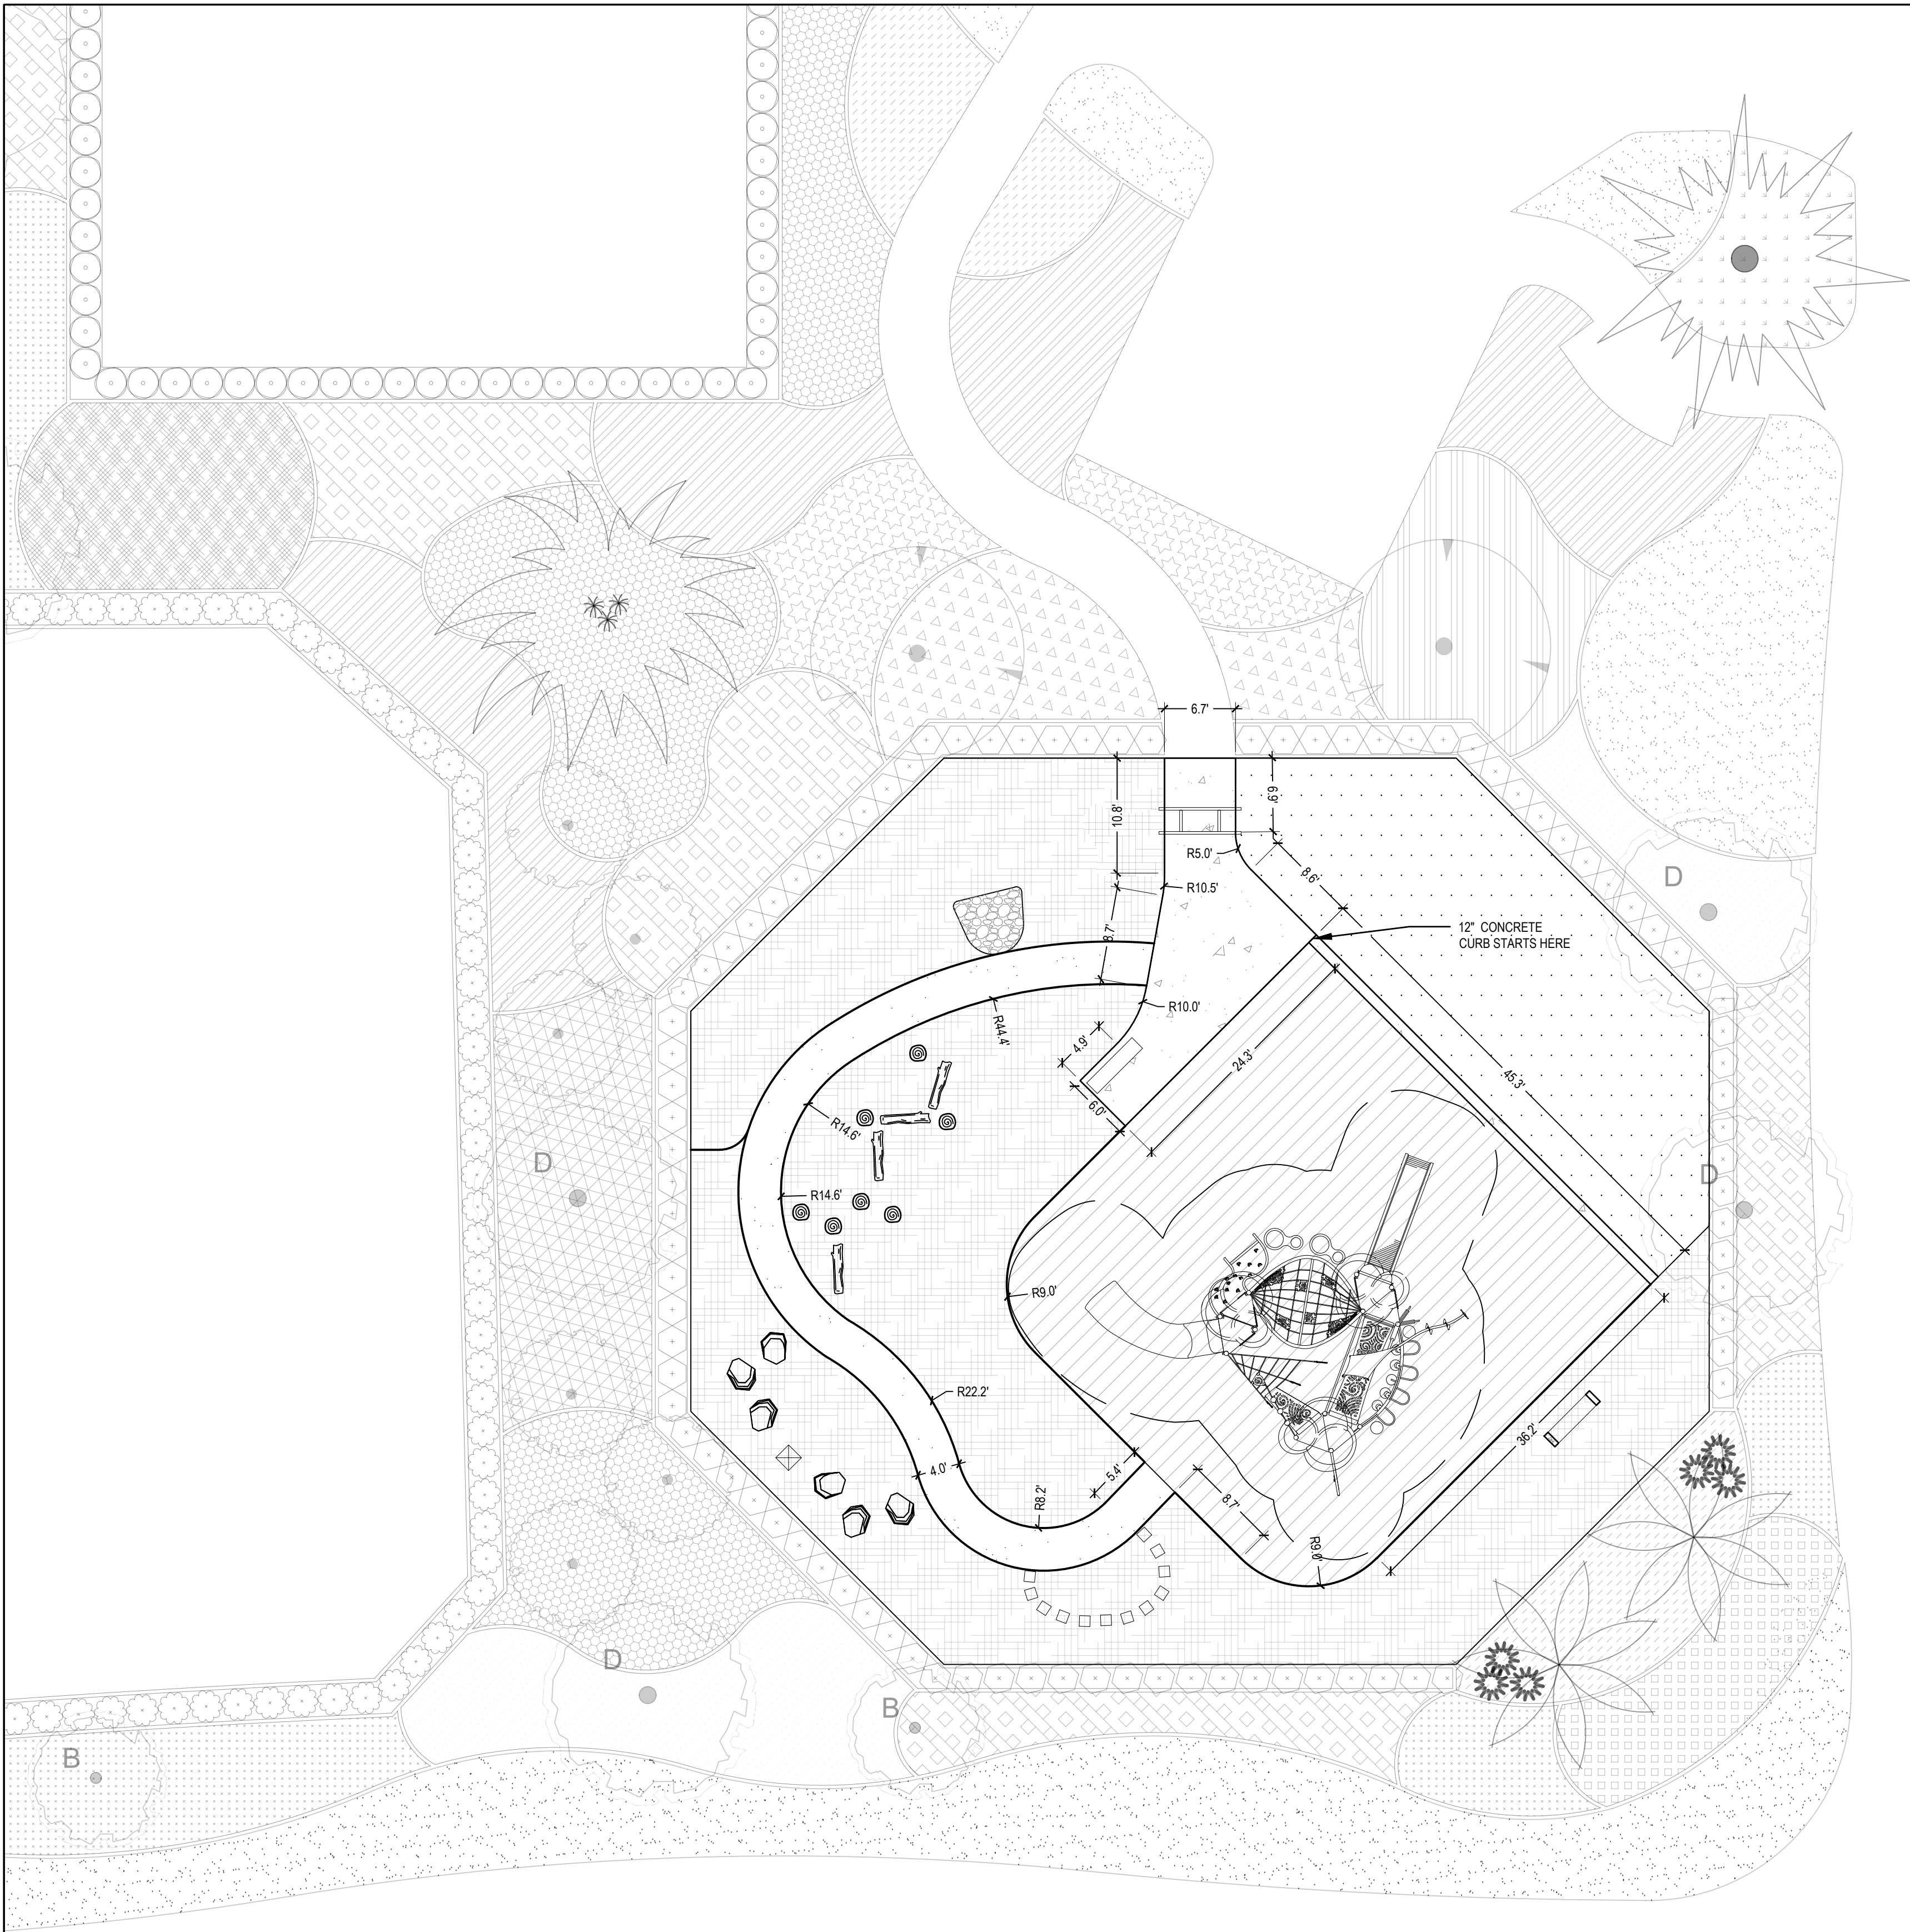 6.7'
10.8'
6.9'
R5.0'
8.6'
D
R10.5'
12" CONCRETE
CURB STARTS HERE
8.7'
R10.0'
R44.4'
4.9'
24.3'
45.3'
6.0'
R14.6'
D
D
R14.6'
R9.0'
R22.2'
36.2'
4.0'
5.4'
R8.2'
8.7'
R9.0'
D
B
B